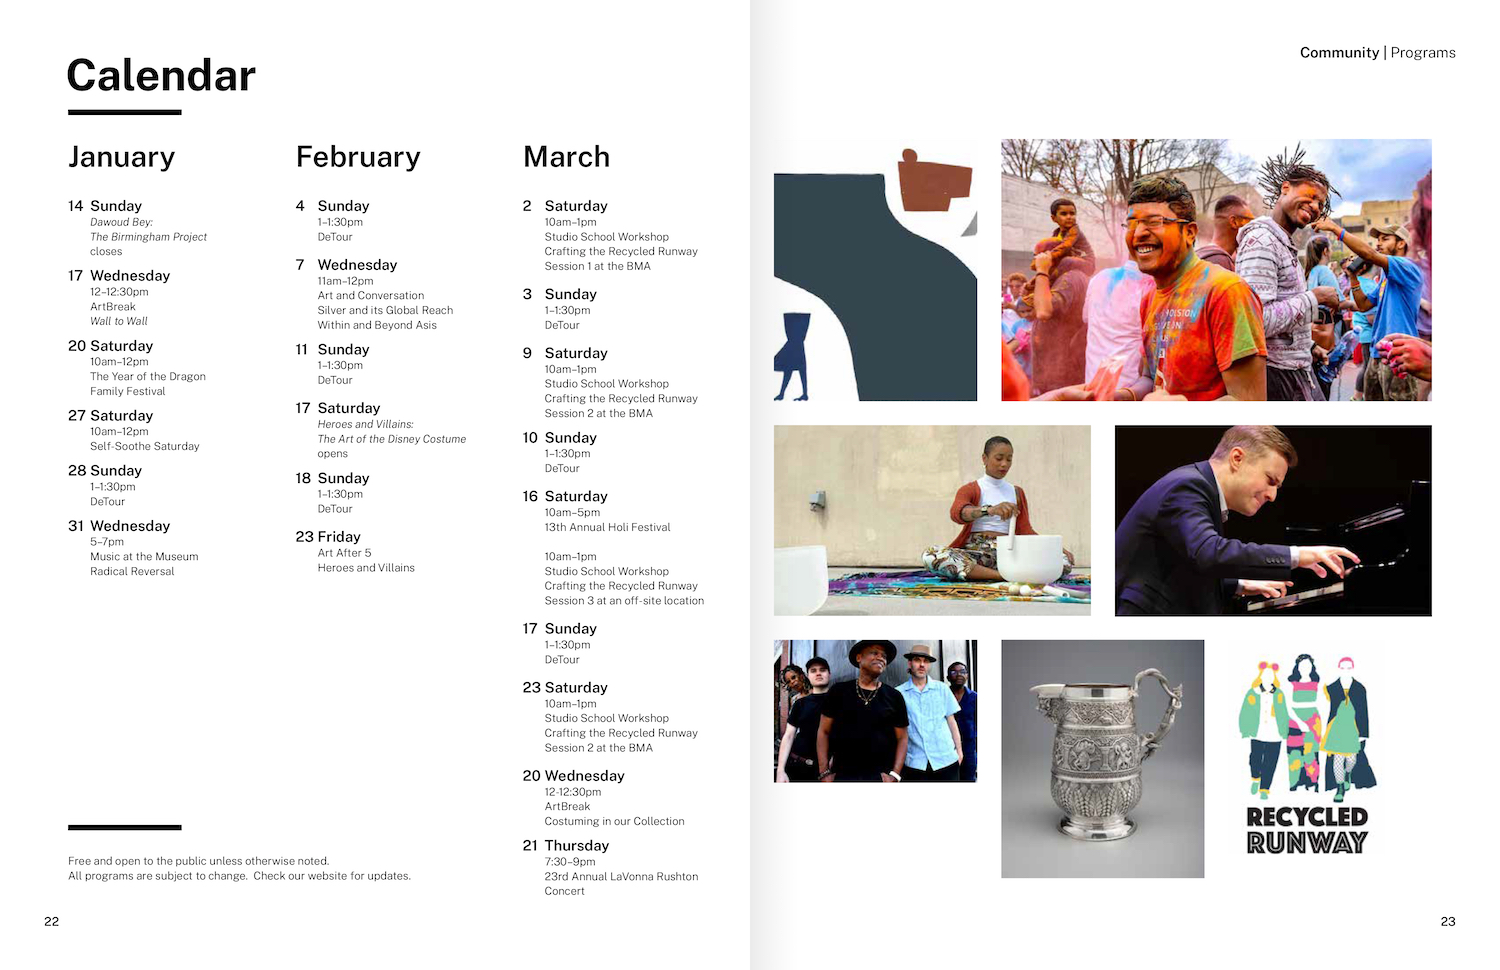 Calendar
January
14 Sunday
Dawoud Bey:
The Birmingham Project
closes
17 Wednesday
12–12:30pm
ArtBreak
Wall to Wall
20 Saturday
10am–12pm
The Year of the Dragon
Family Festival
27 Saturday
10am–12pm
Self-Soothe Saturday
28 Sunday
1–1:30pm
DeTour
31 Wednesday
5–7pm
Music at the Museum
Radical Reversal
February
4 Sunday
1–1:30pm
DeTour
7 Wednesday
11am–12pm
Art and Conversation
Silver and its Global Reach
Within and Beyond Asis
11 Sunday
1–1:30pm
DeTour
17 Saturday
Heroes and Villains:
The Art of the Disney Costume
opens
18 Sunday
1–1:30pm
DeTour
23 Friday
Art After 5
Heroes and Villains
March
2 Saturday
10am–1pm
Studio School Workshop
Crafting the Recycled Runway
Session 1 at the BMA
3 Sunday
1–1:30pm
DeTour
9 Saturday
10am–1pm
Studio School Workshop
Crafting the Recycled Runway
Session 2 at the BMA
10 Sunday
1–1:30pm
DeTour
16 Saturday
10am–5pm
13th Annual Holi Festival
10am–1pm
Studio School Workshop
Crafting the Recycled Runway
Session 3 at an off-site location
17 Sunday
1–1:30pm
DeTour
23 Saturday
10am–1pm
Studio School Workshop
Crafting the Recycled Runway
Session 2 at the BMA
20 Wednesday
12-12:30pm
ArtBreak
Costuming in our Collection
21 Thursday
7:30–9pm
23rd Annual LaVonna Rushton
Concert
Free and open to the public unless otherwise noted.
All programs are subject to change. Check our website for updates.
22
Community | Programs
RECYCLED
RUNWAY
23